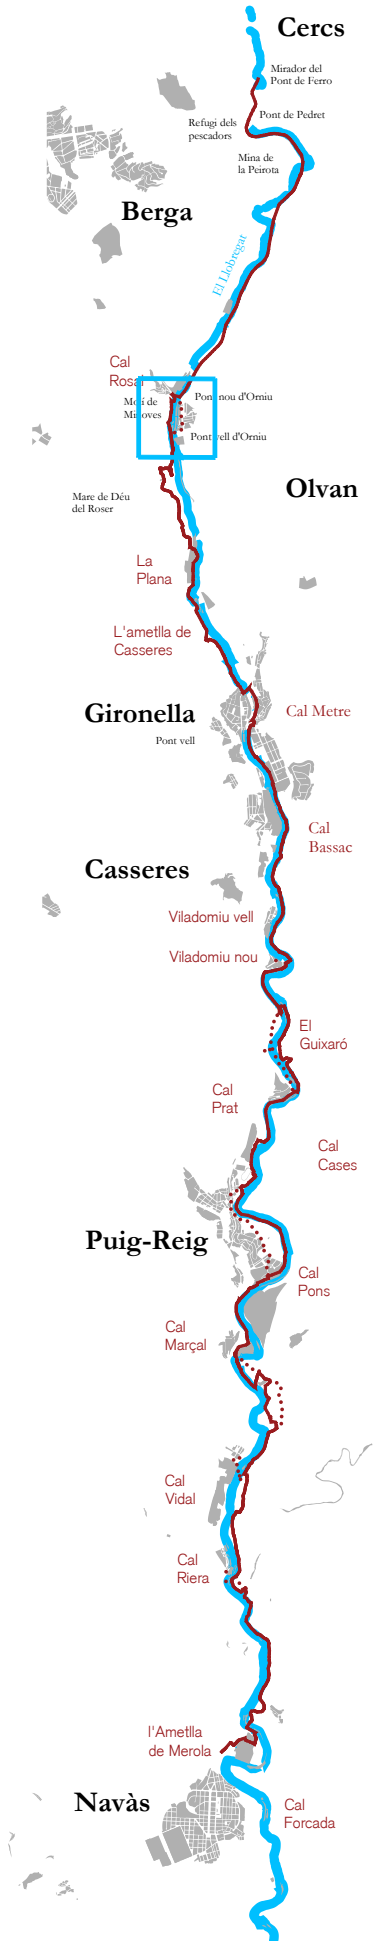 Cercs
Mirador del
Pont de Ferro
Pont de Pedret
Refugi dels
pescadors
Mina de
la Peirota
Berga
El Llobregat
Cal
Rosal
Molí de
Minoves
Pont nou d'Orniu
Pont vell d'Orniu
Olvan
Mare de Déu
del Roser
La
Plana
L'ametlla de
Casseres
Gironella
Cal Metre
Pont vell
Cal
Bassac
Casseres
Viladomiu vell
Viladomiu nou
El
Guixaró
Cal
Prat
Cal
Cases
Puig-Reig
Cal
Pons
Cal
Marçal
Cal
Vidal
Cal
Riera
l'Ametlla
de Merola
Navàs
Cal
Forcada